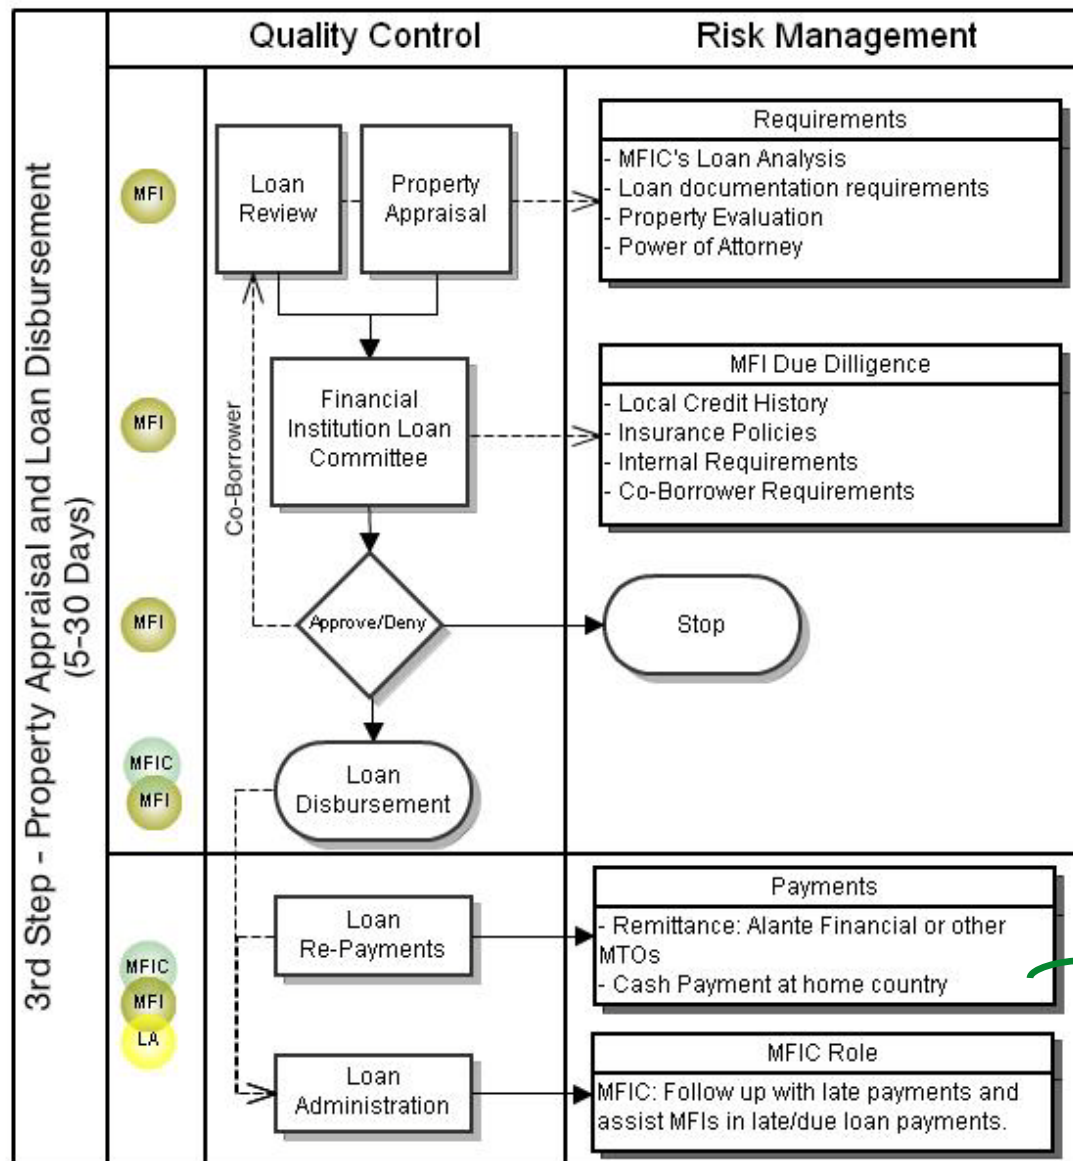 Quality Control
Risk Management
3rd Step - Property Appraisal and Loan Disbursement
(5-30 Days)
MFI
Loan
Review
Property
Appraisal
Requirements
- MFIC's Loan Analysis
- Loan documentation requirements
- Property Evaluation
- Power of Attorney
MFI
Financial
Institution Loan
Committee
MFI Due Dilligence
- Local Credit History
- Insurance Policies
- Internal Requirements
- Co-Borrower Requirements
Co-Borrower
MFI
Approve/Deny
Stop
MFIC
MFI
Loan
Disbursement
MFIC
MFI
LA
Loan
Re-Payments
Payments
- Remittance: Alante Financial or other
MTOs
- Cash Payment at home country
Loan
Administration
MFIC Role
MFIC: Follow up with late payments and
assist MFIs in late/due loan payments.